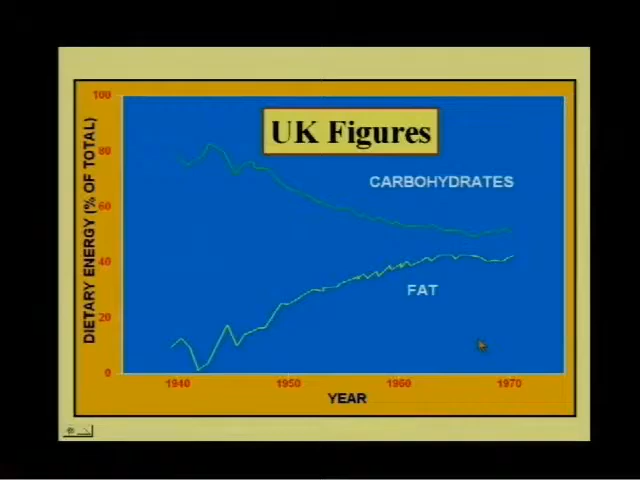 UK Figures
100
80
60
40
20
0
DIETARY ENERGY (% OF TOTAL)
CARBOHYDRATES
FAT
1940 1950 1960 1970
YEAR